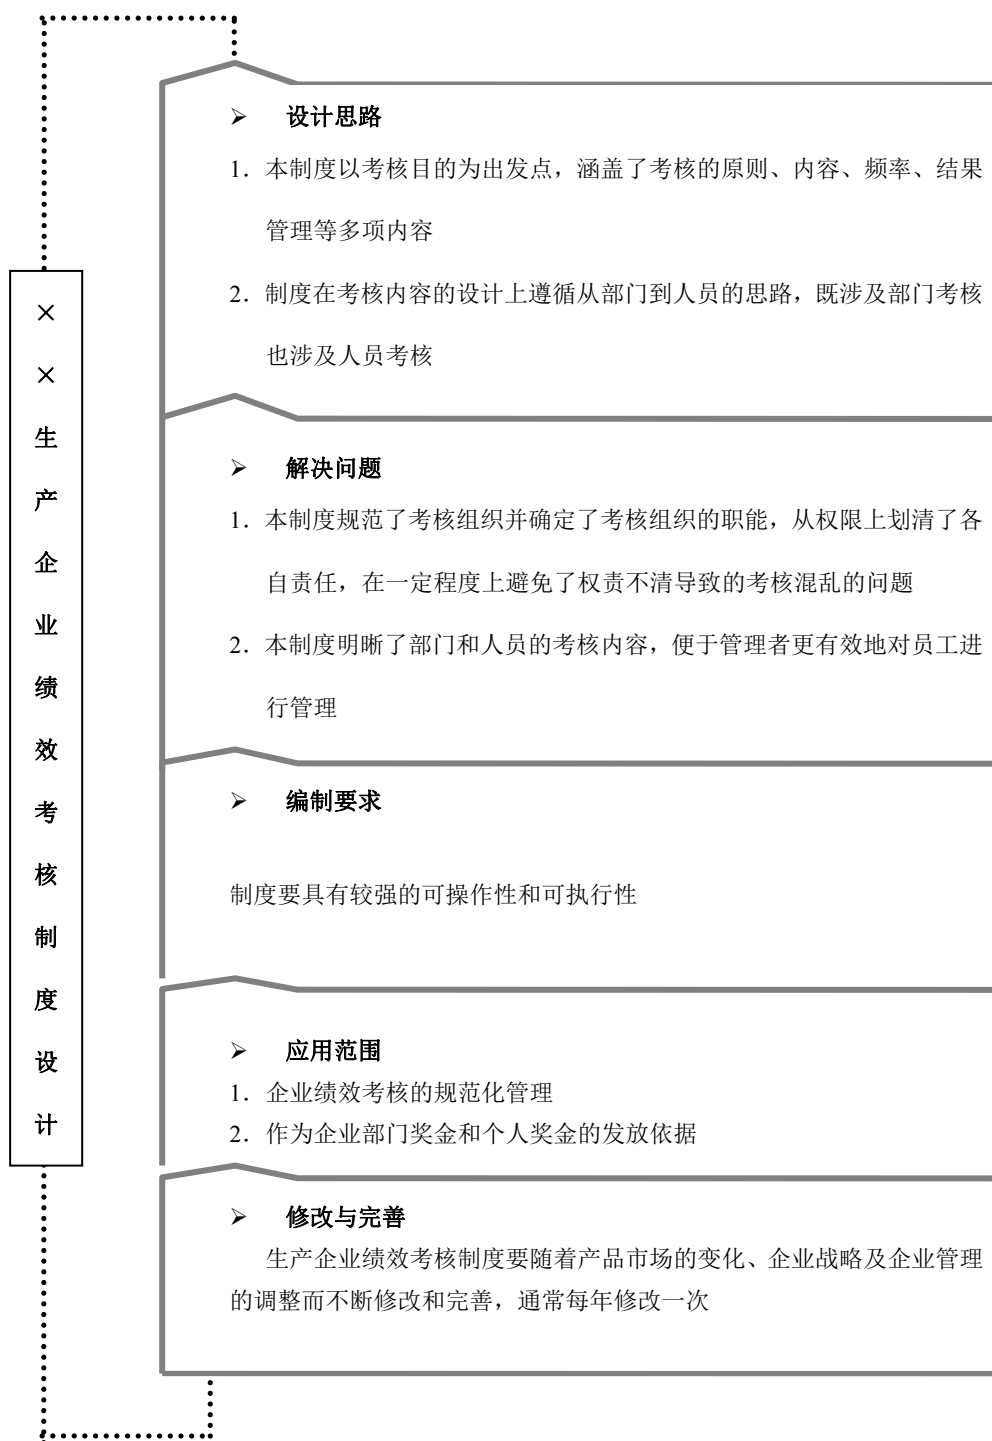 ××生产企业绩效考核制度设计
➢ 设计思路
1．本制度以考核目的为出发点，涵盖了考核的原则、内容、频率、结果
管理等多项内容
2．制度在考核内容的设计上遵循从部门到人员的思路，既涉及部门考核
也涉及人员考核
➢ 解决问题
1．本制度规范了考核组织并确定了考核组织的职能，从权限上划清了各
自责任，在一定程度上避免了权责不清导致的考核混乱的问题
2．本制度明晰了部门和人员的考核内容，便于管理者更有效地对员工进
行管理
➢ 编制要求
制度要具有较强的可操作性和可执行性
➢ 应用范围
1．企业绩效考核的规范化管理
2．作为企业部门奖金和个人奖金的发放依据
➢ 修改与完善
生产企业绩效考核制度要随着产品市场的变化、企业战略及企业管理
的调整而不断修改和完善，通常每年修改一次